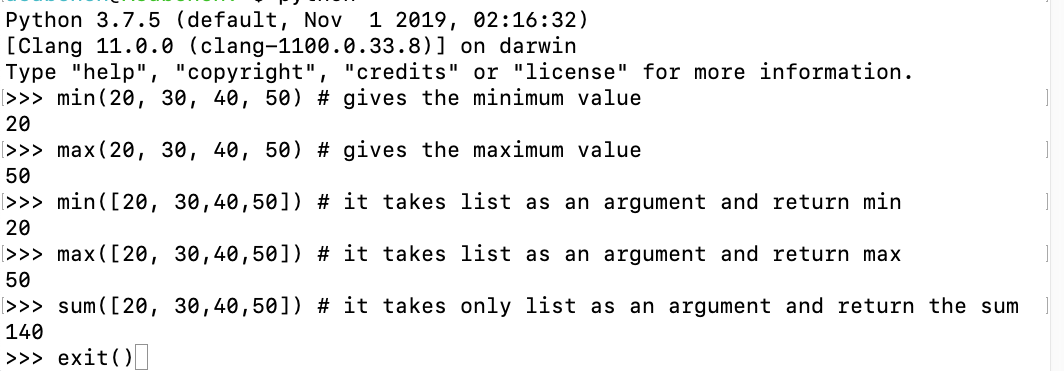 Python 3.7.5 (default, Nov  1 2019, 02:16:32)
[Clang 11.0.0 (clang-1100.0.33.8)] on darwin
Type "help", "copyright", "credits" or "license" for more information.
[>>> min(20, 30, 40, 50) # gives the minimum value ]
20
[>>> max(20, 30, 40, 50) # gives the maximum value ]
50
[>>> min([20, 30,40,50]) # it takes list as an argument and return min ]
20
[>>> max([20, 30,40,50]) # it takes list as an argument and return max ]
50
[>>> sum([20, 30,40,50]) # it takes only list as an argument and return the sum ]
140
>>> exit()